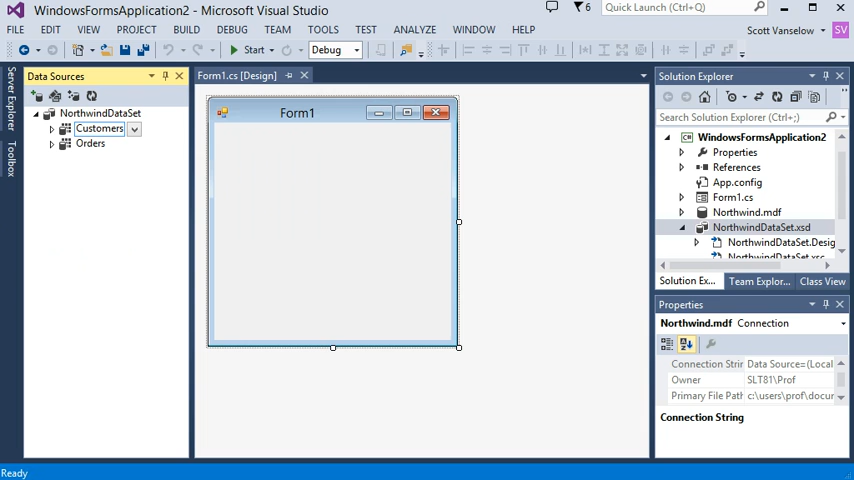 WindowsFormsApplication2 - Microsoft Visual Studio
6
Quick Launch (Ctrl+;)
FILE EDIT VIEW PROJECT BUILD DEBUG TEAM TOOLS TEST ANALYZE WINDOW HELP
Scott Vanselow
SV
Start
Debug
Server Explorer
Toolbox
Data Sources
NorthwindDataSet
Customers
Orders
Form1.cs [Design]
Form1
Solution Explorer
Search Solution Explorer (Ctrl+;)
WindowsFormsApplication2
Properties
References
App.config
Form1.cs
Northwind.mdf
NorthwindDataSet.xsd
NorthwindDataSet.Desig
NorthwindDataSet.xsc
Solution Ex... Team Explor... Class View
Properties
Northwind.mdf Connection
Connection Strir Data Source=(Local
Owner SLT81\Prof
Primary File Patl c:\users\prof\docur
Connection String
Ready